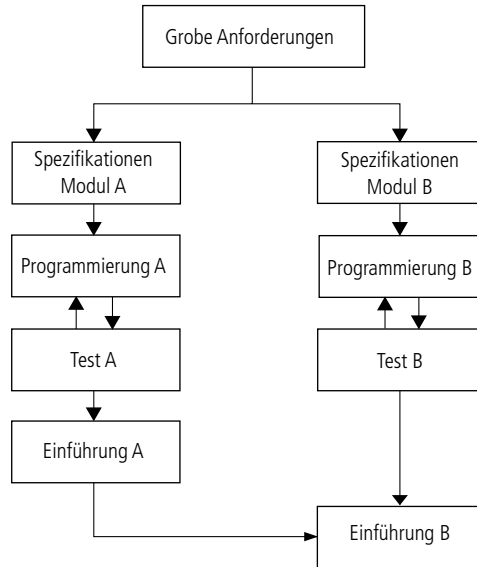 Grobe Anforderungen
Spezifikationen
Modul A
Spezifikationen
Modul B
Programmierung A
Programmierung B
Test A
Test B
Einführung A
Einführung B